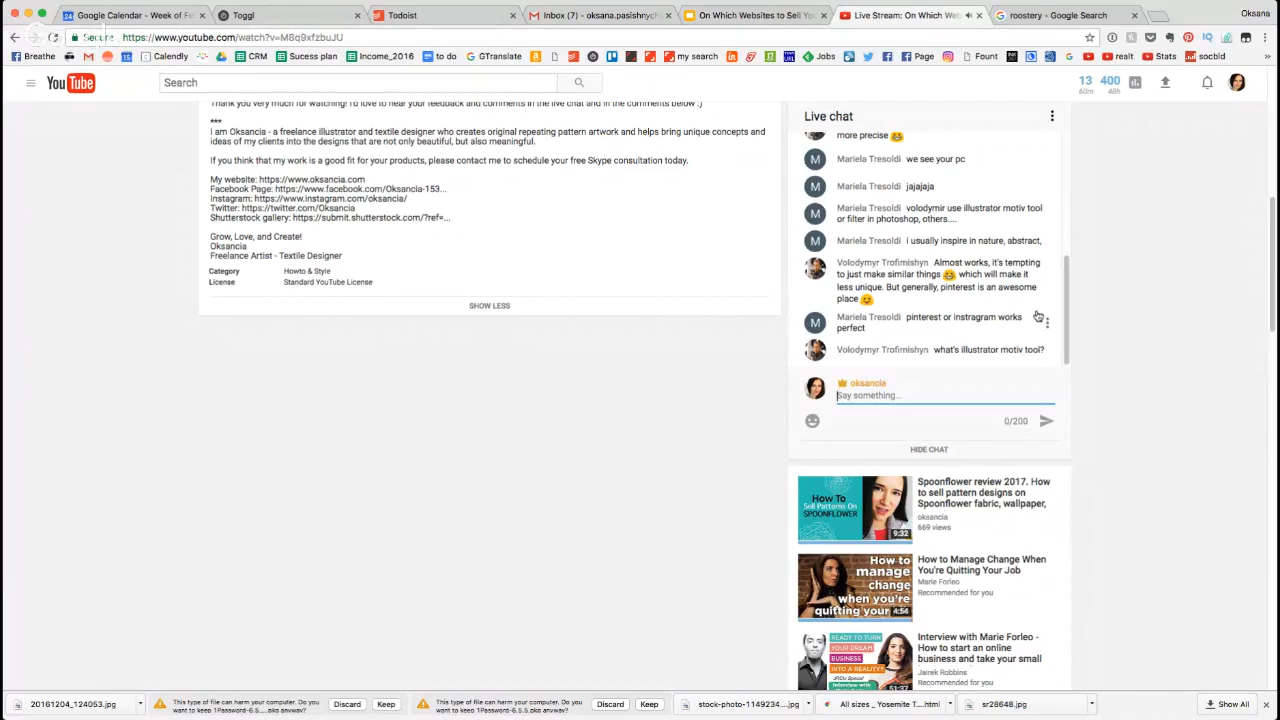 Google Calendar - Week of Fe
Toggl
Todoist
Inbox (7) - oksana.pasishnych
On Which Websites to Sell Yo
Live Stream: On Which Web
roostery - Google Search
Oksana
https://www.youtube.com/watch?v=M8q9xfzbuJU
Bewithoksancia
Calendly
CRM
Sucess plan
Income_2016
to do
GTranslate
my search
Jobs
Page
Fount
realt
Stats
socbld
YouTube
Search
13
60m
400
48h
Thank you very much for watching! I'd love to hear your feedback and comments in the live chat and in the comments below :)
***
I am Oksancia - a freelance illustrator and textile designer who creates original repeating pattern artwork and helps bring unique concepts and
ideas of my clients into the designs that are not only beautiful, but also meaningful.
If you think that my work is a good fit for your products, please contact me to schedule your free Skype consultation today.
My website: https://www.oksancia.com
Facebook Page: https://www.facebook.com/Oksancia-153...
Instagram: https://www.instagram.com/oksancia/
Twitter: https://twitter.com/Oksancia
Shutterstock gallery: https://submit.shutterstock.com/?ref=...
Grow, Love, and Create!
Oksancia
Freelance Artist - Textile Designer
Category Howto & Style
License Standard YouTube License
SHOW LESS
Live chat
more precise
M Mariela Tresoldi we see your pc
M Mariela Tresoldi jajajaja
M Mariela Tresoldi volodymir use illustrator motiv tool
or filter in photoshop, others....
M Mariela Tresoldi i usually inspire in nature, abstract,
Volodymyr Trofimishyn Almost works, it's tempting
to just make similar things which will make it
less unique. But generally, pinterest is an awesome
place
M Mariela Tresoldi pinterest or instragram works
perfect
Volodymyr Trofimishyn what's illustrator motiv tool?
oksancia
Say something...
0/200
HIDE CHAT
How To
Sell Patterns On
SPOONFLOWER
9:32
Spoonflower review 2017. How
to sell pattern designs on
Spoonflower fabric, wallpaper,
oksancia
669 views
How to
manage
change
when you're
quitting your
4:54
How to Manage Change When
You're Quitting Your Job
Marie Forleo
Recommended for you
READY TO TURN
YOUR DREAM
BUSINESS
INTO A REALITY?
Interview with
51:37
Interview with Marie Forleo -
How to start an online
business and take your small
Jairek Robbins
Recommended for you
20161204_124053.jpg
This type of file can harm your computer. Do you
want to keep 1Password-6.5.....pkg anyway?
Discard
Keep
This type of file can harm your computer. Do you
want to keep 1Password-6.5.5.pkg anyway?
Discard
Keep
stock-photo-1149234....jpg
All sizes _ Yosemite T....html
sr28648.jpg
Show All